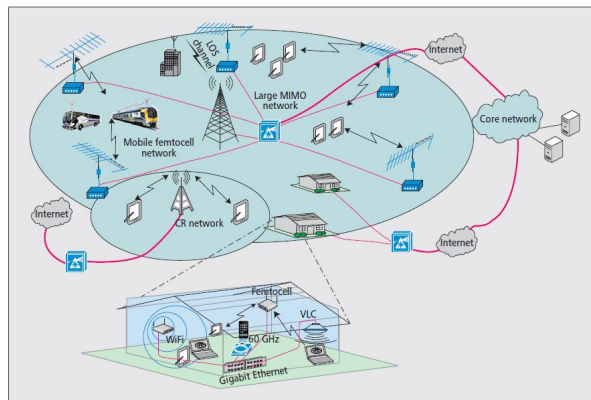 LOS
channel
Internet
Large MIMO
network
Core network
Mobile femtocell
network
Internet
CR network
Internet
Femtocell
VLC
WiFi
60 GHz
Gigabit Ethernet